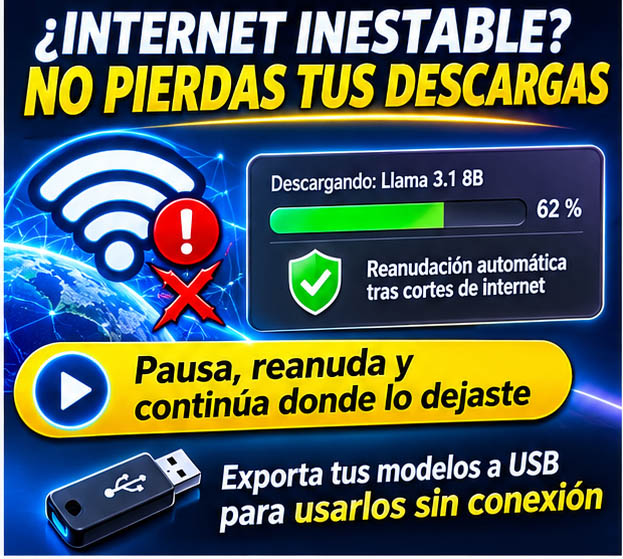 ¿INTERNET INESTABLE?
NO PIERDAS TUS DESCARGAS
!
Descargando: Llama 3.1 8B
62 %
Reanudación automática
tras cortes de internet
Pausa, reanuda y
continúa donde lo dejaste
Exporta tus modelos a USB
para usarlos sin conexión